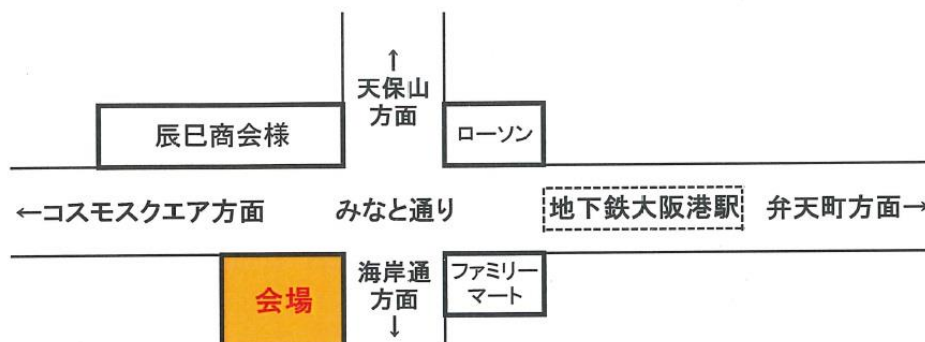 ↑
天保山
方面
辰巳商会様
ローソン
←コスモスクエア方面
みなと通り
地下鉄大阪港駅
弁天町方面→
会場
海岸通
方面
↓
ファミリー
マート